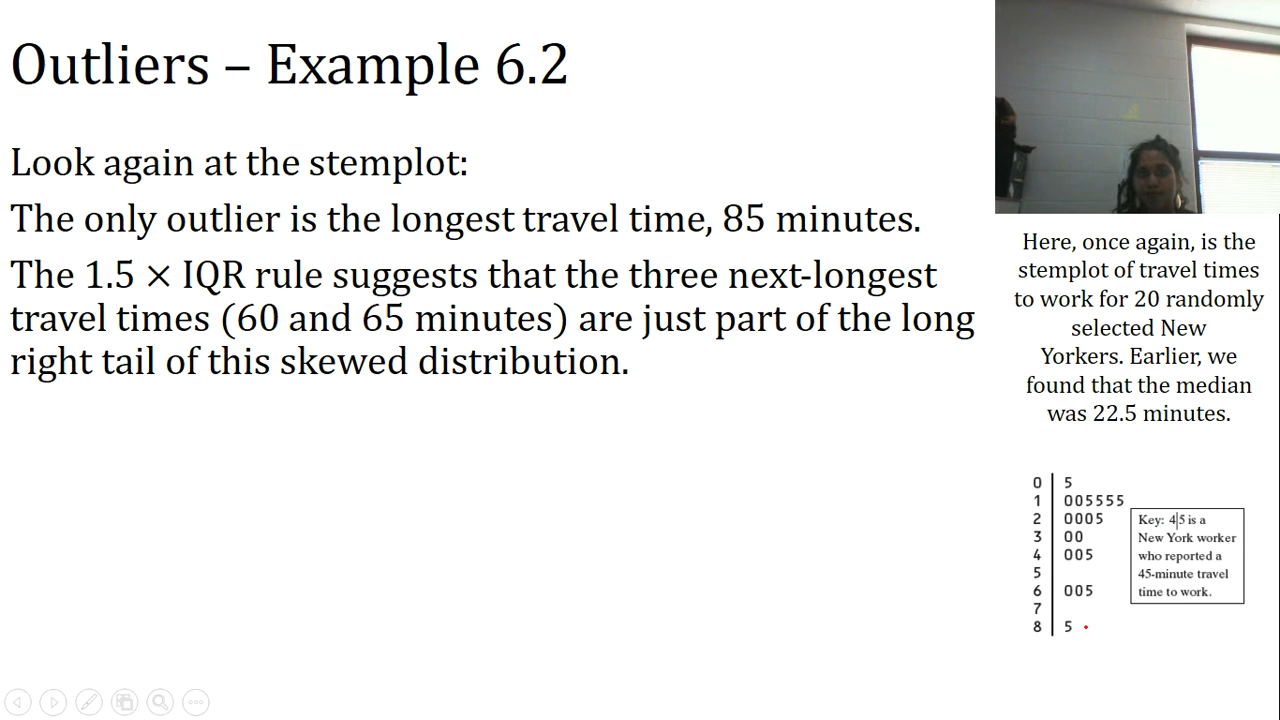 Outliers – Example 6.2
Look again at the stemplot:
The only outlier is the longest travel time, 85 minutes.
The 1.5 × IQR rule suggests that the three next-longest
travel times (60 and 65 minutes) are just part of the long
right tail of this skewed distribution.
Here, once again, is the
stemplot of travel times
to work for 20 randomly
selected New
Yorkers. Earlier, we
found that the median
was 22.5 minutes.
0 | 5
1 | 005555
2 | 0005
3 | 00
4 | 005
5 |
6 | 005
7 |
8 | 5
Key: 4|5 is a
New York worker
who reported a
45-minute travel
time to work.